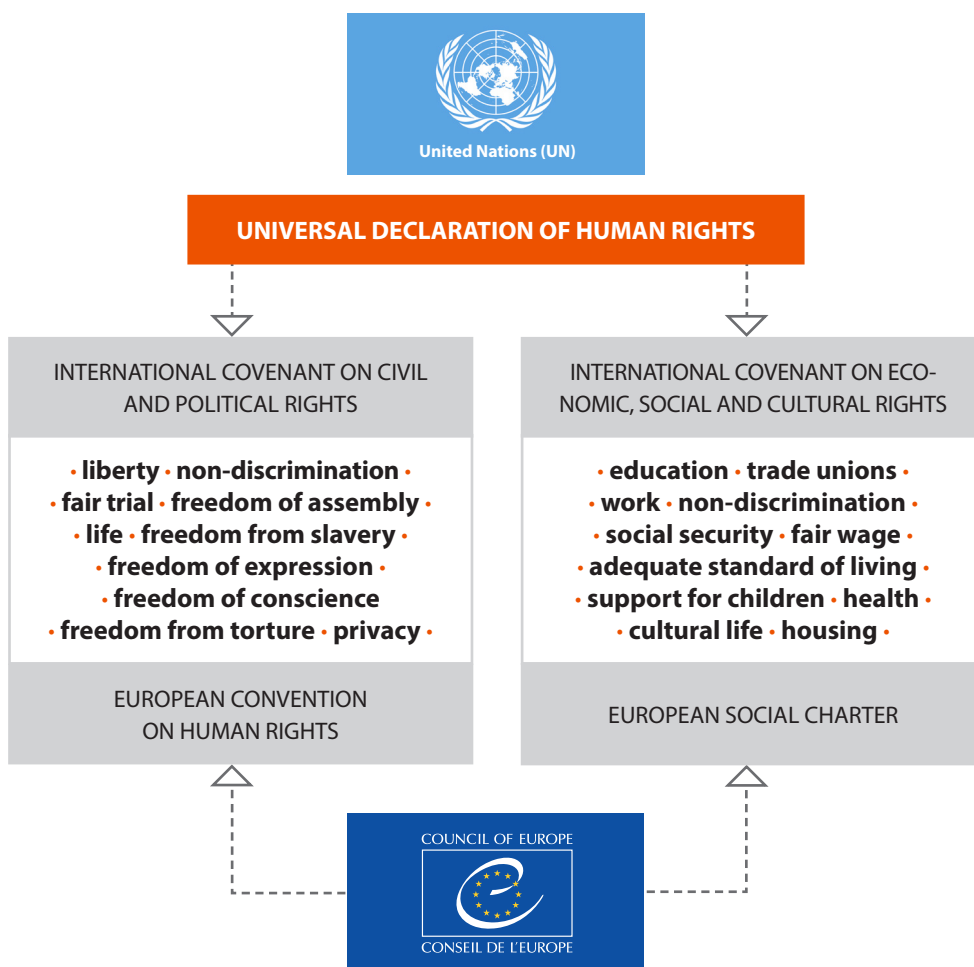 United Nations (UN)
UNIVERSAL DECLARATION OF HUMAN RIGHTS
INTERNATIONAL COVENANT ON CIVIL
AND POLITICAL RIGHTS
· liberty · non-discrimination ·
· fair trial · freedom of assembly ·
· life · freedom from slavery ·
· freedom of expression ·
· freedom of conscience
· freedom from torture · privacy ·
EUROPEAN CONVENTION
ON HUMAN RIGHTS
INTERNATIONAL COVENANT ON ECO-
NOMIC, SOCIAL AND CULTURAL RIGHTS
· education · trade unions ·
· work · non-discrimination ·
· social security · fair wage ·
· adequate standard of living ·
· support for children · health ·
· cultural life · housing ·
EUROPEAN SOCIAL CHARTER
COUNCIL OF EUROPE
CONSEIL DE L'EUROPE